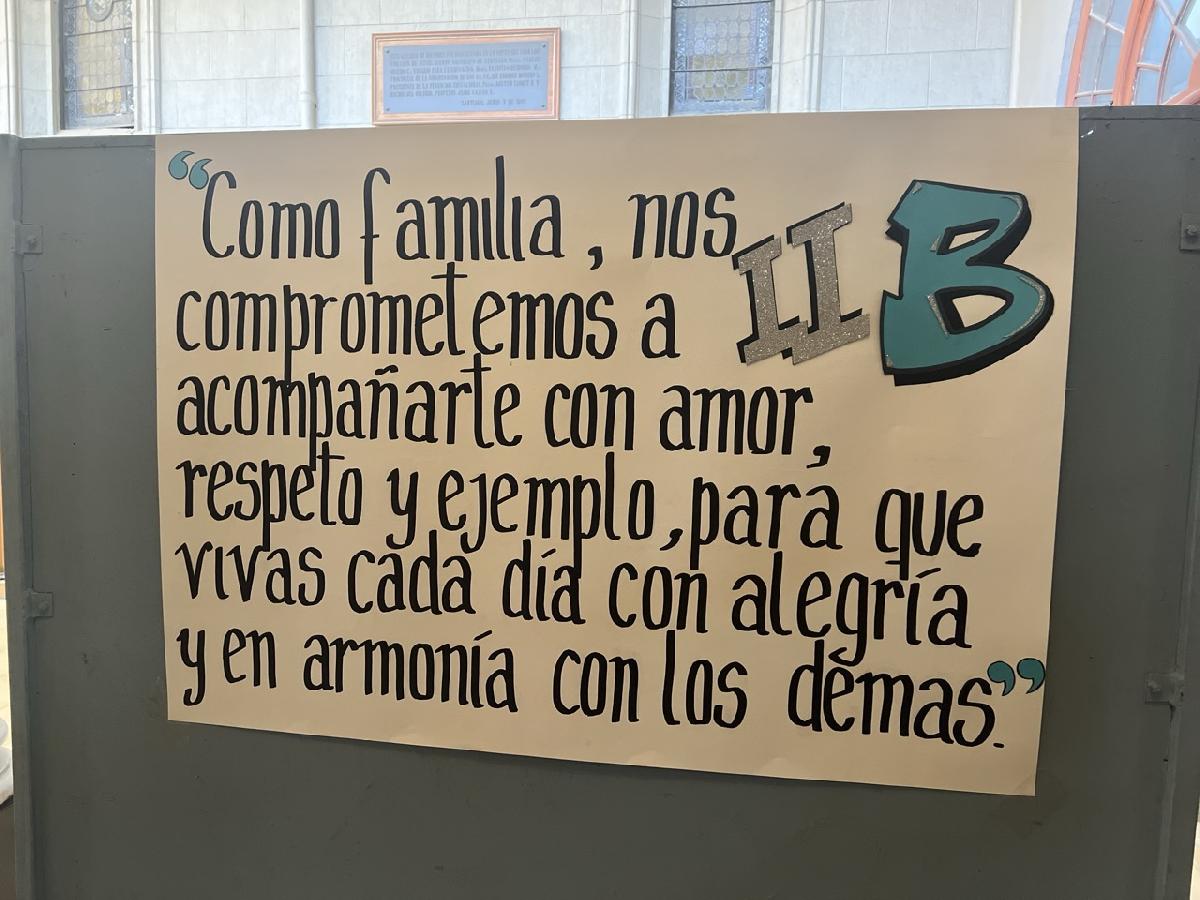 “Como familia, nos
II B
comprometemos a
acompañarte con amor,
respeto y ejemplo, para que
vivas cada día con alegría
y en armonía con los demas”.